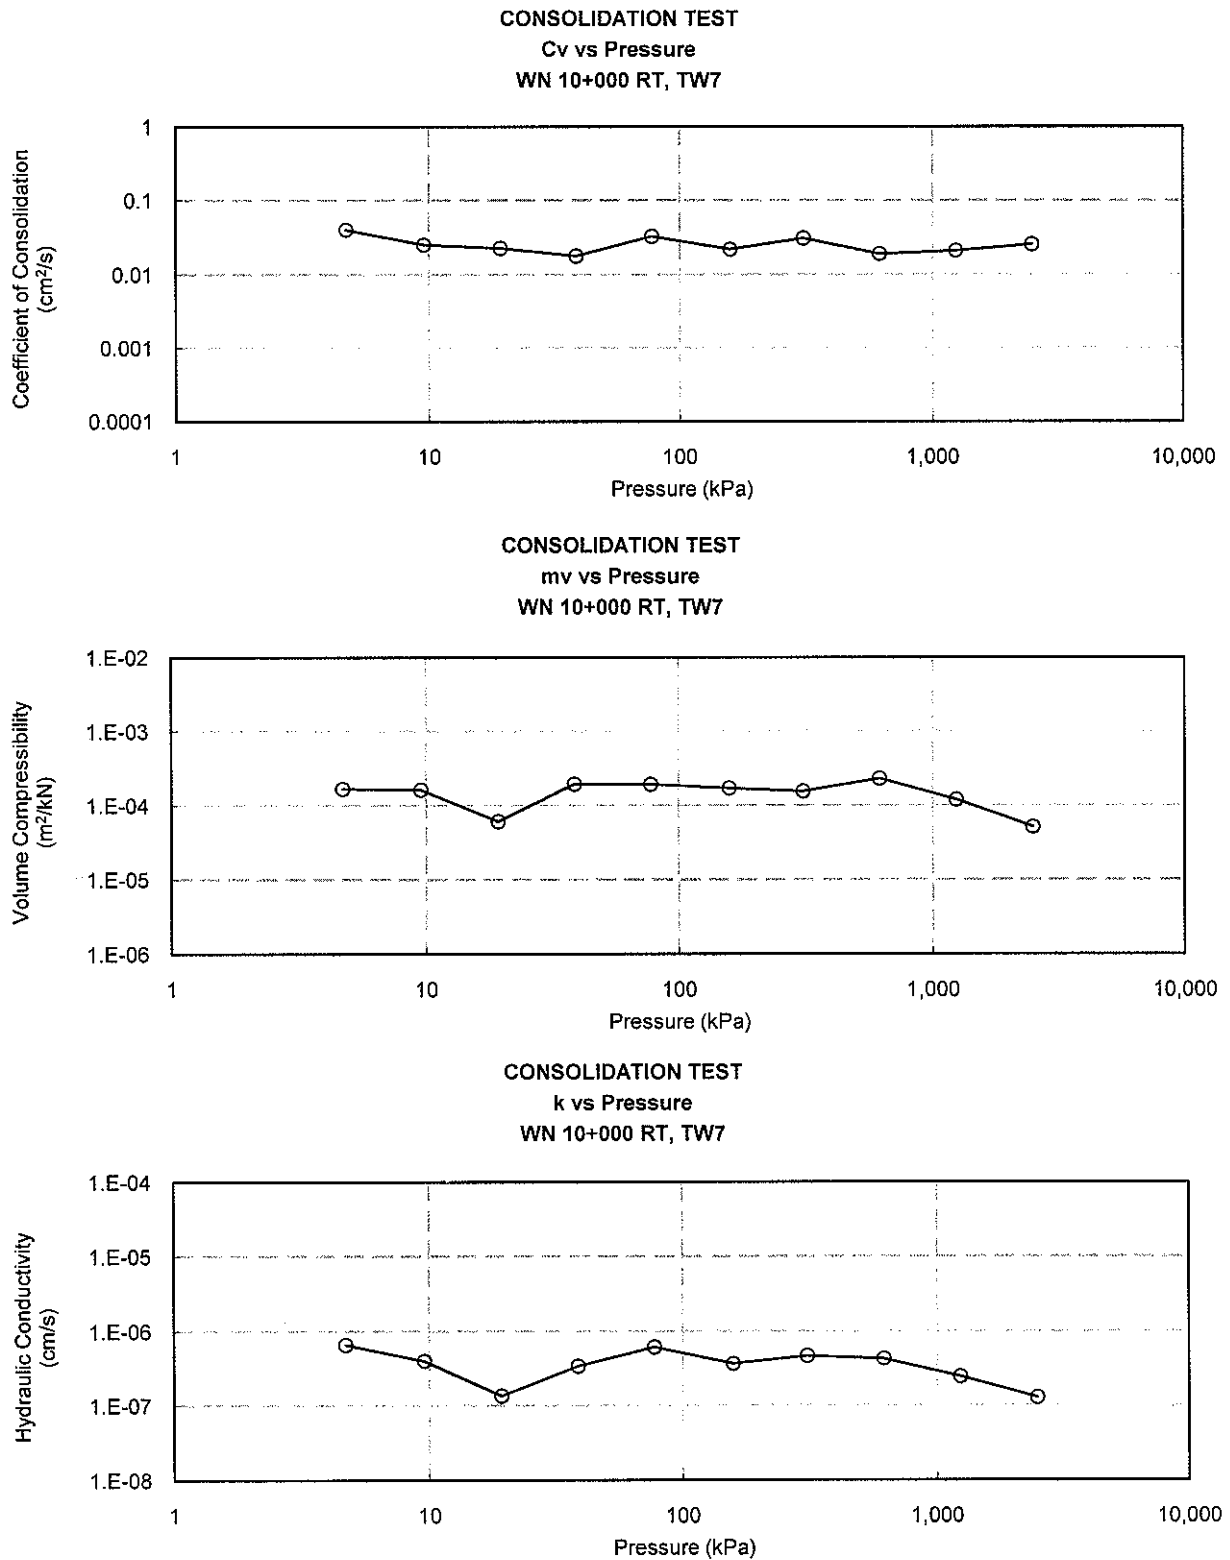 CONSOLIDATION TEST
Cv vs Pressure
WN 10+000 RT, TW7
Coefficient of Consolidation
(cm²/s)
1
0.1
0.01
0.001
0.0001
1 10 100 1,000 10,000
Pressure (kPa)
CONSOLIDATION TEST
mv vs Pressure
WN 10+000 RT, TW7
Volume Compressibility
(m²/kN)
1.E-02
1.E-03
1.E-04
1.E-05
1.E-06
1 10 100 1,000 10,000
Pressure (kPa)
CONSOLIDATION TEST
k vs Pressure
WN 10+000 RT, TW7
Hydraulic Conductivity
(cm/s)
1.E-04
1.E-05
1.E-06
1.E-07
1.E-08
1 10 100 1,000 10,000
Pressure (kPa)